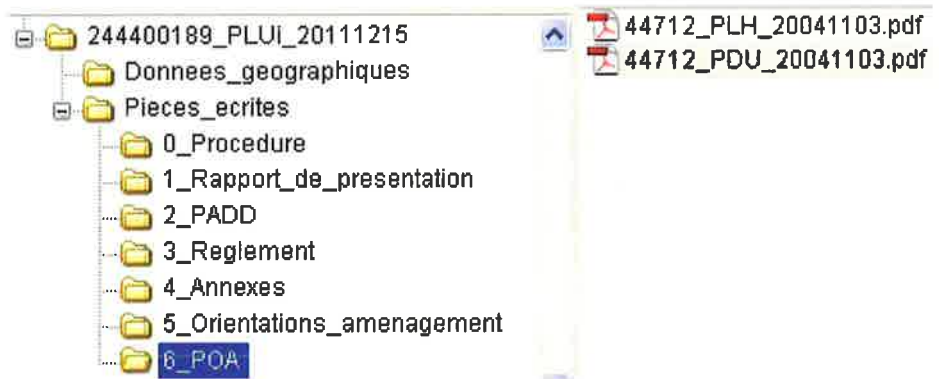 244400189_PLUi_20111215
Donnees_geographiques
Pieces_ecrites
0_Procedure
1_Rapport_de_presentation
2_PADD
3_Reglement
4_Annexes
5_Orientations_amenagement
6_POA
44712_PLH_20041103.pdf
44712_PDU_20041103.pdf